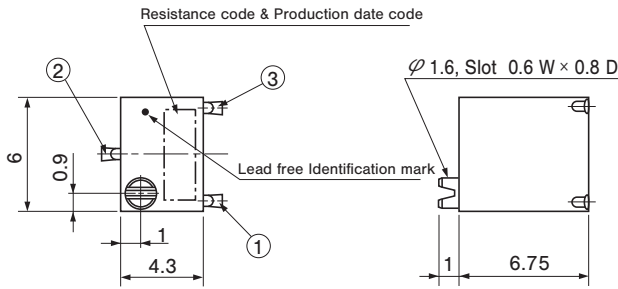 Resistance code & Production date code
② ③
φ 1.6, Slot 0.6 W × 0.8 D
6
0.9
Lead free Identification mark
①
1
4.3
1
6.75